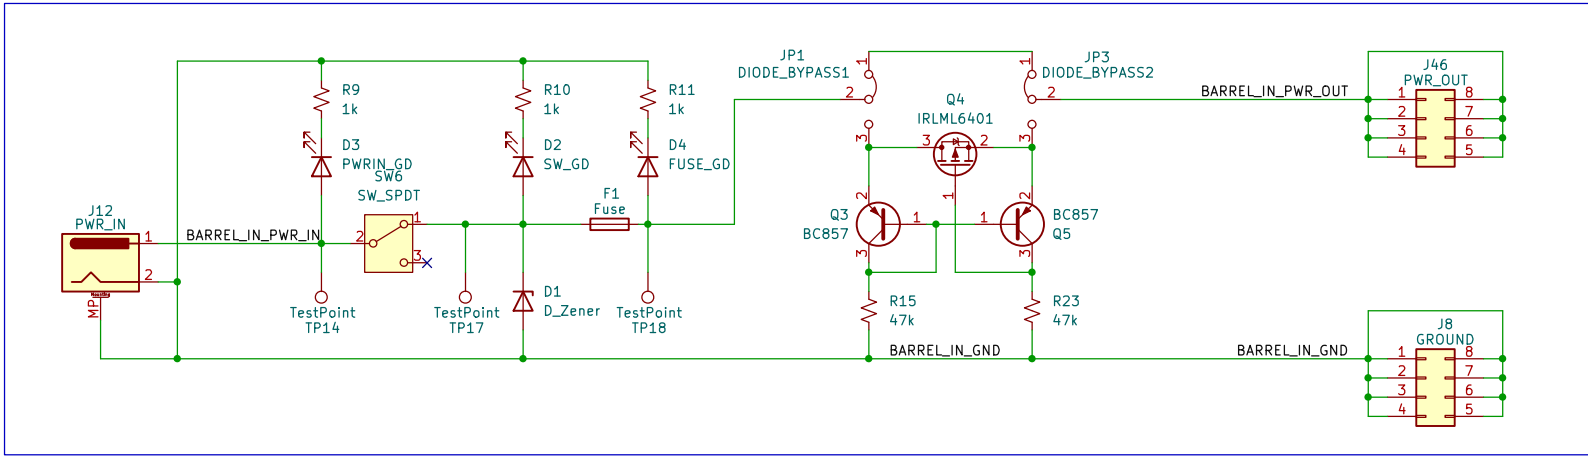 J12
PWR_IN
1
2
MP
Mounting
BARREL_IN_PWR_IN
R9
1k
D3
PWRIN_GD
SW6
SW_SPDT
1
2
3
TestPoint
TP14
R10
1k
D2
SW_GD
TestPoint
TP17
D1
D_Zener
F1
Fuse
R11
1k
D4
FUSE_GD
TestPoint
TP18
JP1
DIODE_BYPASS1
1
2
3
JP3
DIODE_BYPASS2
1
2
3
Q4
IRLML6401
3
2
1
Q3
BC857
2
1
3
BC857
Q5
2
1
3
R15
47k
R23
47k
BARREL_IN_GND
BARREL_IN_PWR_OUT
J46
PWR_OUT
1 8
2 7
3 6
4 5
BARREL_IN_GND
J8
GROUND
1 8
2 7
3 6
4 5